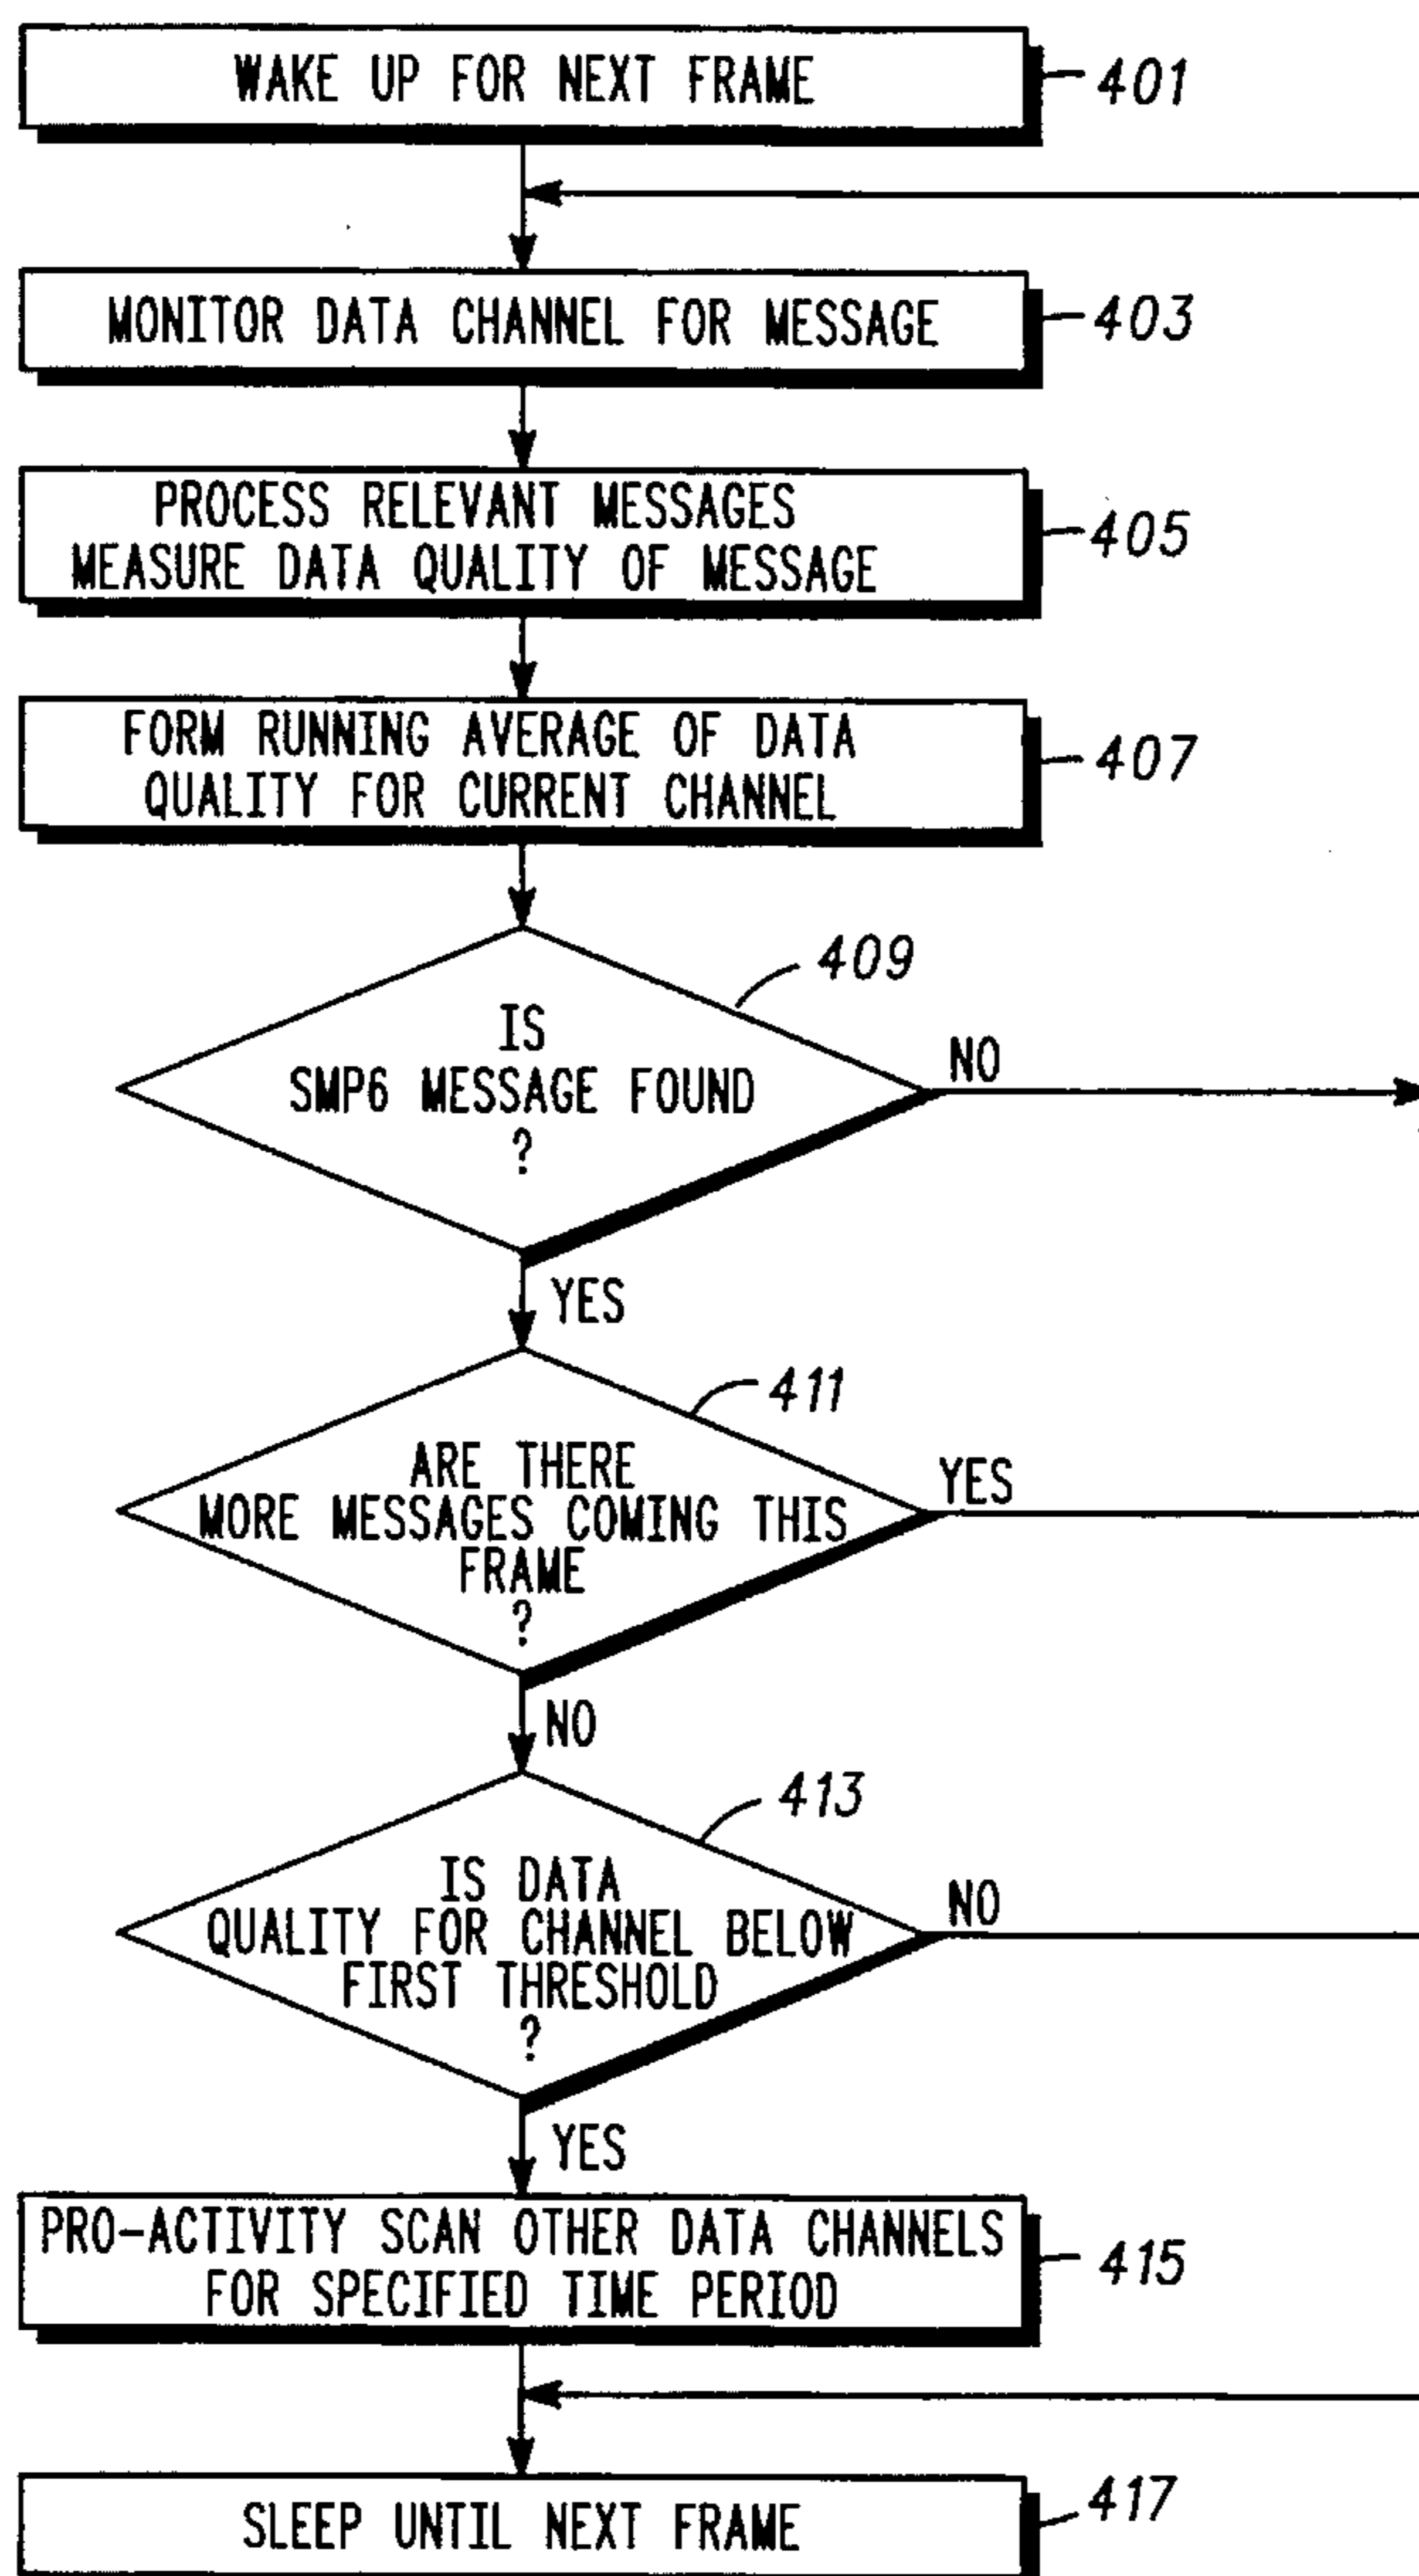 WAKE UP FOR NEXT FRAME
401
MONITOR DATA CHANNEL FOR MESSAGE
403
PROCESS RELEVANT MESSAGES
MEASURE DATA QUALITY OF MESSAGE
405
FORM RUNNING AVERAGE OF DATA
QUALITY FOR CURRENT CHANNEL
407
409
IS
SMP6 MESSAGE FOUND
?
NO
YES
411
ARE THERE
MORE MESSAGES COMING THIS
FRAME
?
YES
NO
413
IS DATA
QUALITY FOR CHANNEL BELOW
FIRST THRESHOLD
?
NO
YES
PRO-ACTIVITY SCAN OTHER DATA CHANNELS
FOR SPECIFIED TIME PERIOD
415
SLEEP UNTIL NEXT FRAME
417